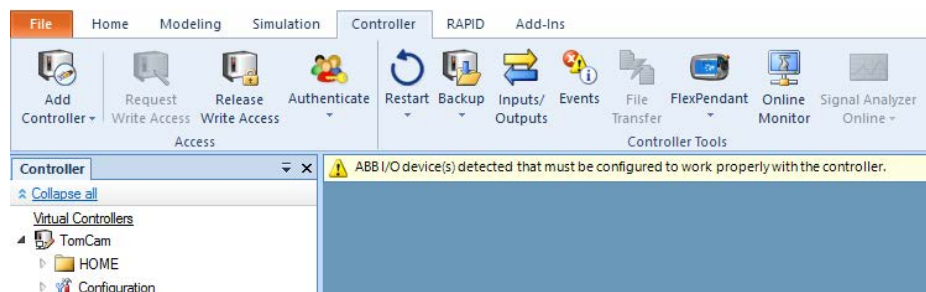 File Home Modeling Simulation Controller RAPID Add-Ins
Add Controller Request Write Access Release Write Access Authenticate Restart Backup Inputs/ Outputs Events File Transfer FlexPendant Online Monitor Signal Analyzer Online
Access Controller Tools
Controller
ABB I/O device(s) detected that must be configured to work properly with the controller.
Collapse all
Virtual Controllers
TomCam
HOME
Configuration